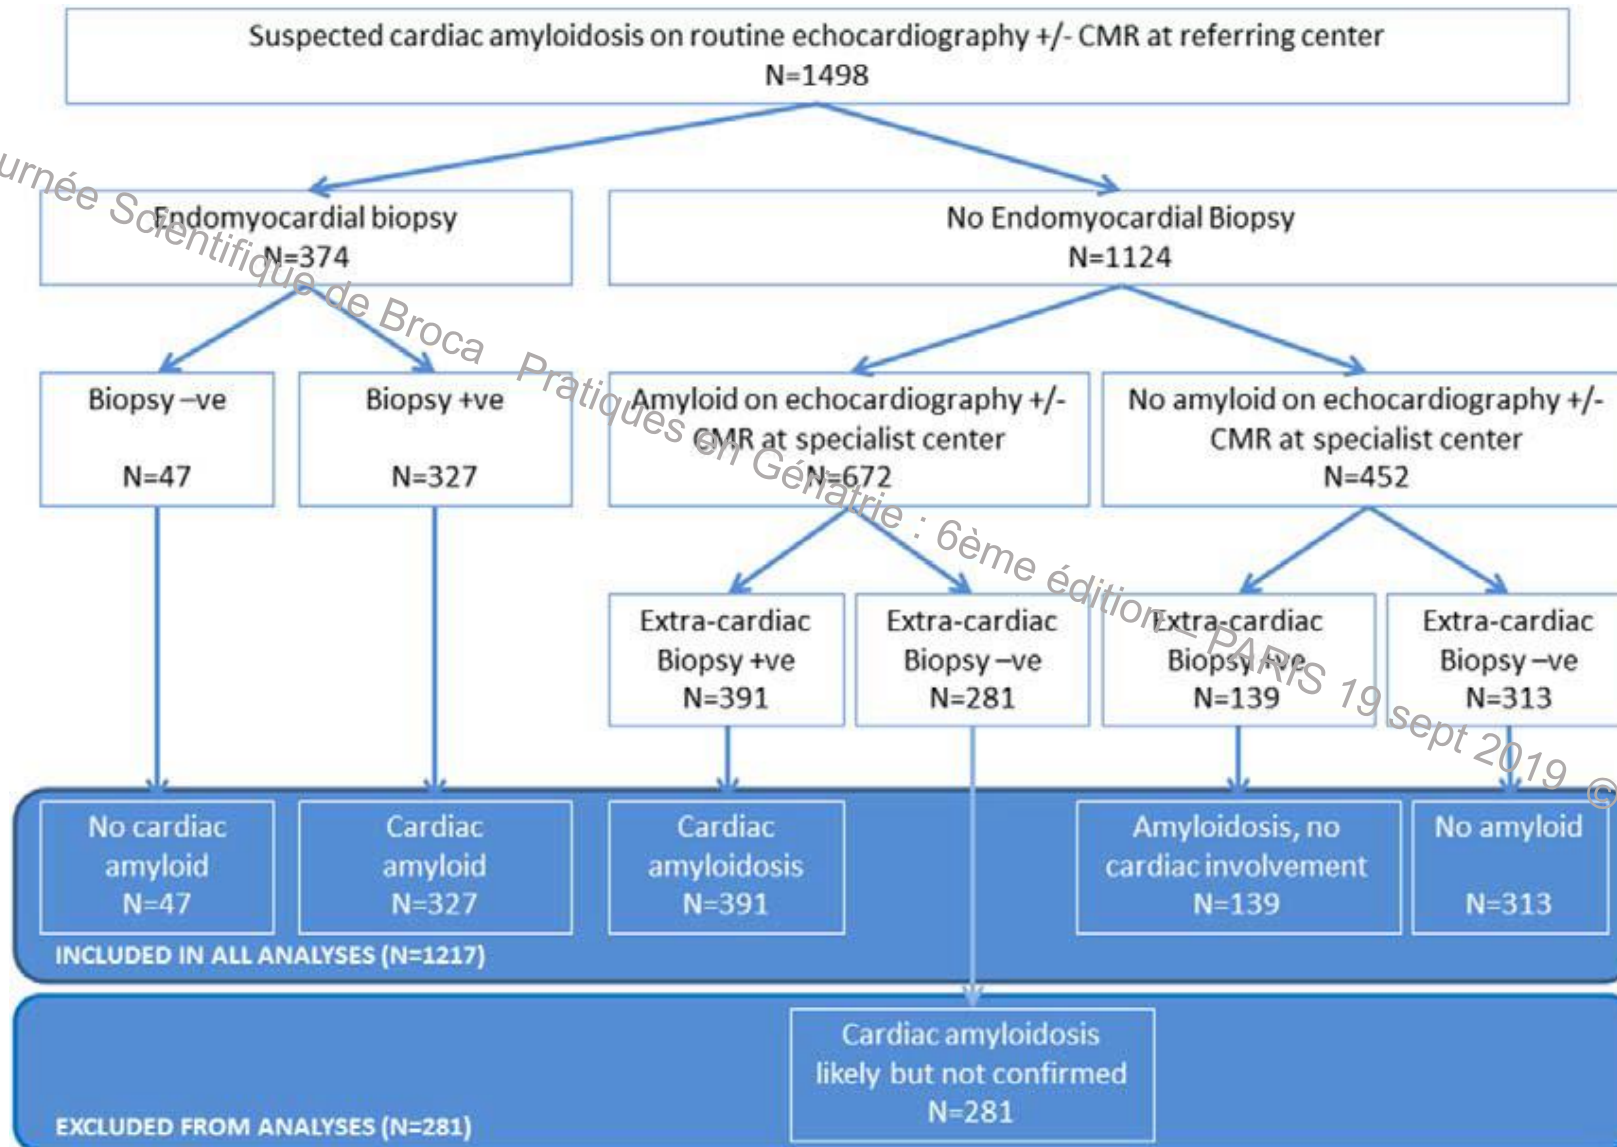 Suspected cardiac amyloidosis on routine echocardiography +/- CMR at referring center
N=1498
Endomyocardial biopsy
N=374
No Endomyocardial Biopsy
N=1124
Biopsy –ve
N=47
Biopsy +ve
N=327
Amyloid on echocardiography +/-
CMR at specialist center
N=672
No amyloid on echocardiography +/-
CMR at specialist center
N=452
Extra-cardiac
Biopsy +ve
N=391
Extra-cardiac
Biopsy –ve
N=281
Extra-cardiac
Biopsy +ve
N=139
Extra-cardiac
Biopsy –ve
N=313
No cardiac
amyloid
N=47
Cardiac
amyloid
N=327
Cardiac
amyloidosis
N=391
Amyloidosis, no
cardiac involvement
N=139
No amyloid
N=313
INCLUDED IN ALL ANALYSES (N=1217)
Cardiac amyloidosis
likely but not confirmed
N=281
EXCLUDED FROM ANALYSES (N=281)
urnée Scientifique de Broca Pratiques en Gériatrie : 6ème édition – PARIS 19 sept 2019 ©